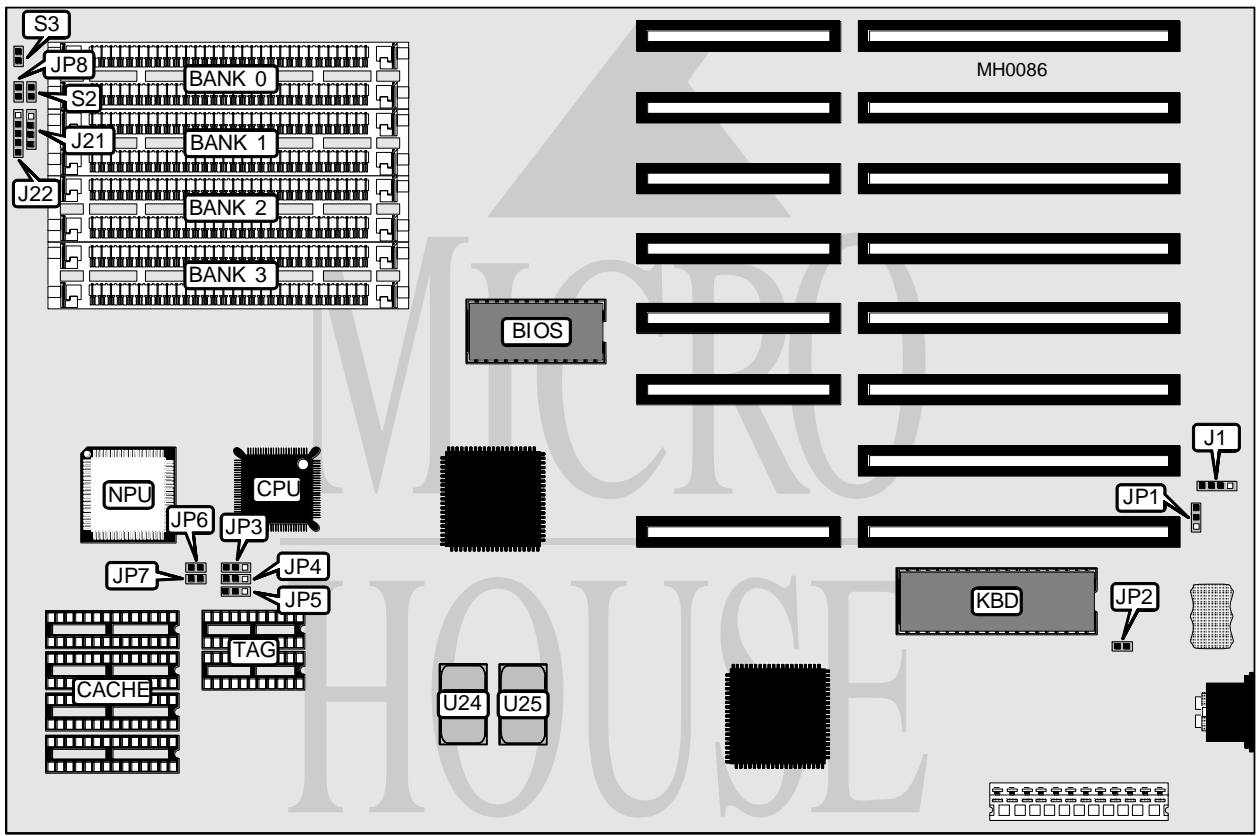 S3
MH0086
JP8
BANK 0
S2
J21
BANK 1
J22
BANK 2
BANK 3
BIOS
J1
NPU
CPU
JP1
JP6
JP3
JP7
JP4
JP5
KBD
JP2
TAG
CACHE
U24
U25
MICRO
HOUSE